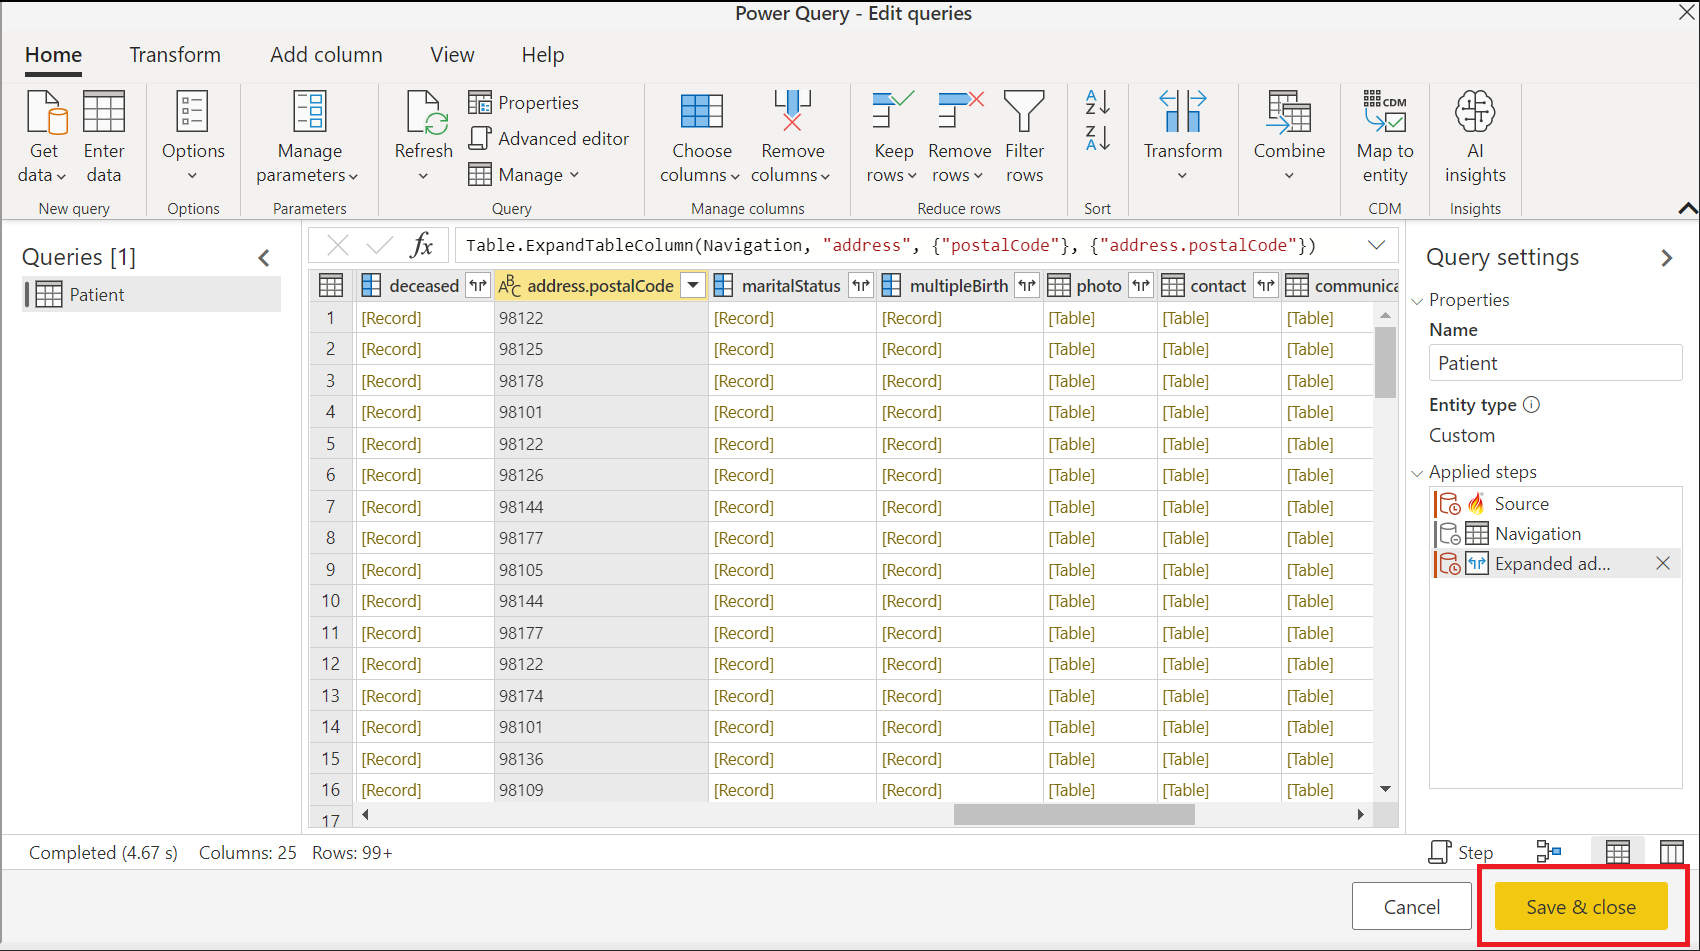 Power Query - Edit queries
Home Transform Add column View Help
Get data
Enter data
New query
Options
Options
Manage parameters
Parameters
Refresh
Properties
Advanced editor
Manage
Query
Choose columns
Remove columns
Manage columns
Keep rows
Remove rows
Filter rows
Reduce rows
A Z
Z A
Sort
Transform
Combine
CDM
Map to entity
CDM
AI insights
Insights
Queries [1]
Patient
fx Table.ExpandTableColumn(Navigation, "address", {"postalCode"}, {"address.postalCode"})
deceased ABC address.postalCode maritalStatus multipleBirth photo contact communica
1 [Record] 98122 [Record] [Record] [Table] [Table] [Table]
2 [Record] 98125 [Record] [Record] [Table] [Table] [Table]
3 [Record] 98178 [Record] [Record] [Table] [Table] [Table]
4 [Record] 98101 [Record] [Record] [Table] [Table] [Table]
5 [Record] 98122 [Record] [Record] [Table] [Table] [Table]
6 [Record] 98126 [Record] [Record] [Table] [Table] [Table]
7 [Record] 98144 [Record] [Record] [Table] [Table] [Table]
8 [Record] 98177 [Record] [Record] [Table] [Table] [Table]
9 [Record] 98105 [Record] [Record] [Table] [Table] [Table]
10 [Record] 98144 [Record] [Record] [Table] [Table] [Table]
11 [Record] 98177 [Record] [Record] [Table] [Table] [Table]
12 [Record] 98122 [Record] [Record] [Table] [Table] [Table]
13 [Record] 98174 [Record] [Record] [Table] [Table] [Table]
14 [Record] 98101 [Record] [Record] [Table] [Table] [Table]
15 [Record] 98136 [Record] [Record] [Table] [Table] [Table]
16 [Record] 98109 [Record] [Record] [Table] [Table] [Table]
17
Query settings
Properties
Name
Patient
Entity type
Custom
Applied steps
Source
Navigation
Expanded ad...
Completed (4.67 s) Columns: 25 Rows: 99+
Step
Cancel
Save & close